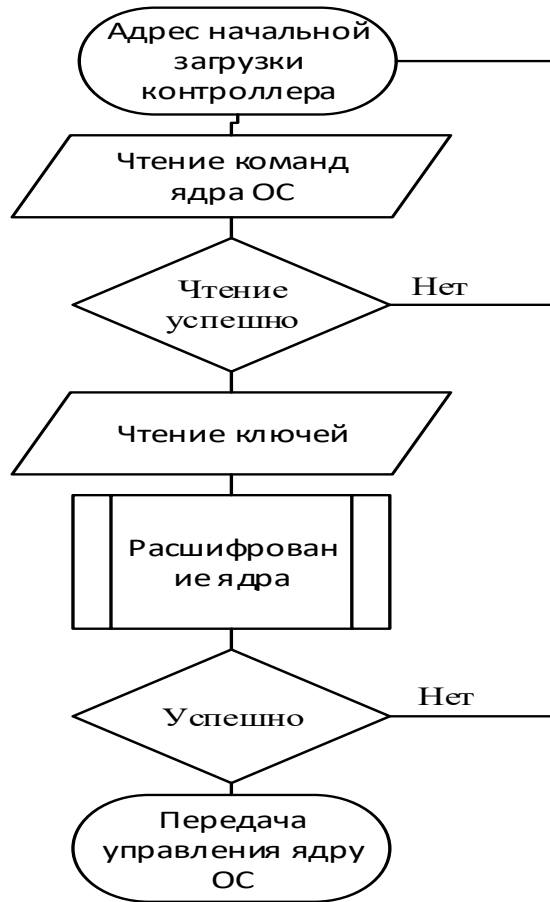 Адрес начальной
загрузки
контроллера
Чтение команд
ядра ОС
Чтение
успешно
Нет
Чтение ключей
Расшифрован
ие ядра
Успешно
Нет
Передача
управления ядру
ОС